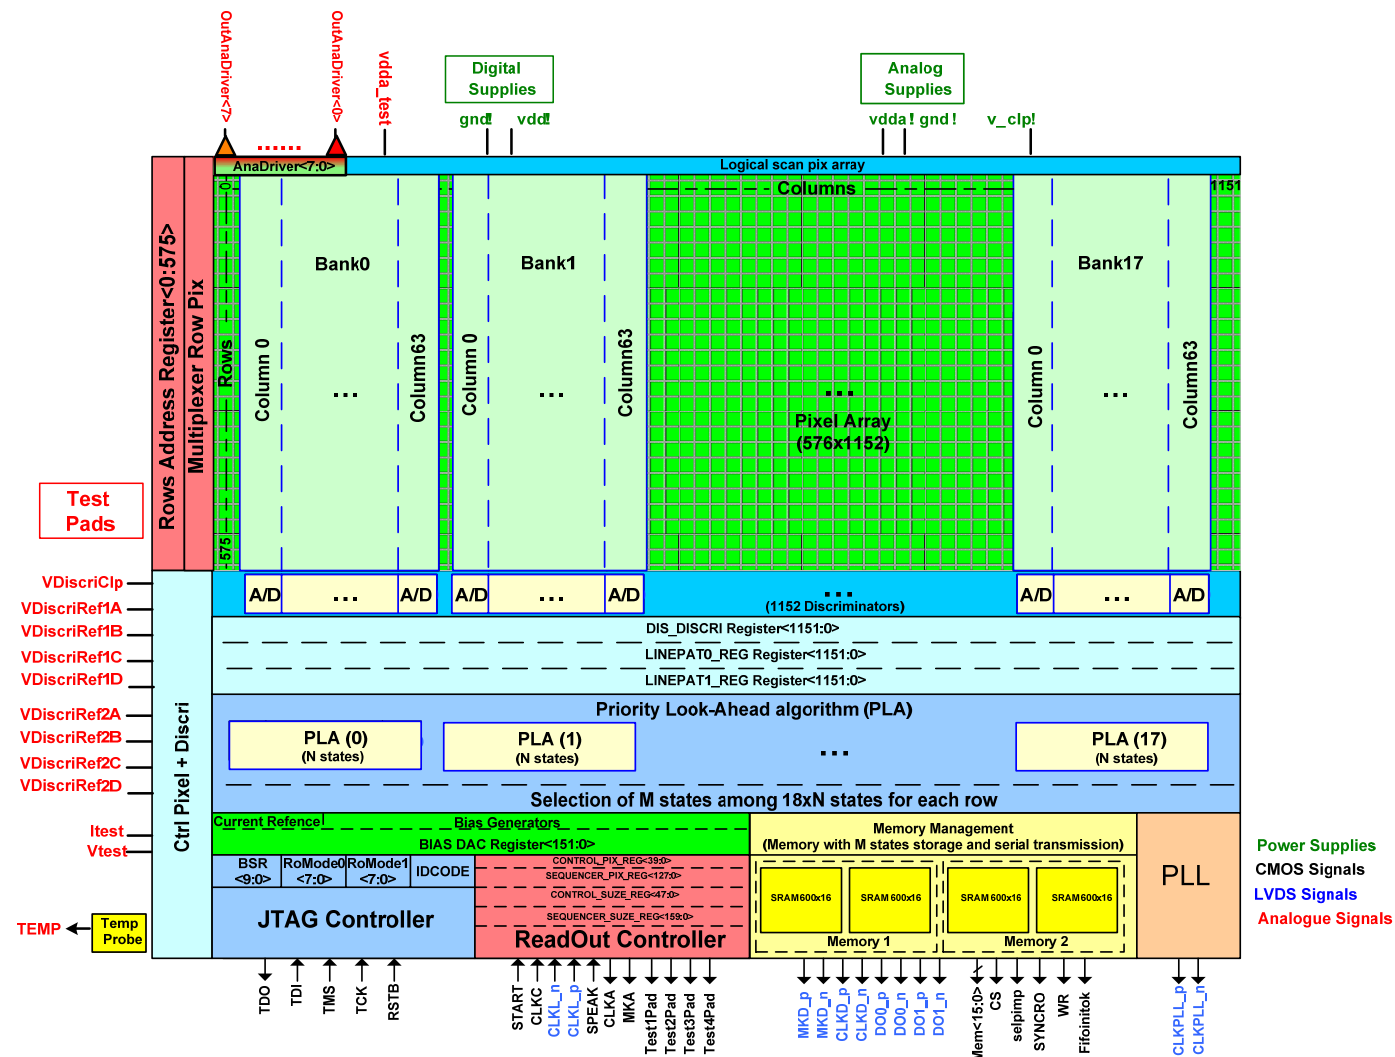 OutAnaDriver<7>
OutAnaDriver<0>
vdda_test
Digital
Supplies
gnd!
vdd!
Analog
Supplies
vdda!
gnd!
v_clp!
AnaDriver<7:0>
Logical scan pix array
Rows Address Register<0:575>
Multiplexer Row Pix
0
Rows
575
Columns
1151
Bank0
Column 0
...
Column63
Bank1
Column 0
...
Column63
...
Pixel Array
(576x1152)
Bank17
Column 0
...
Column63
Test
Pads
VDiscriClp
VDiscriRef1A
VDiscriRef1B
VDiscriRef1C
VDiscriRef1D
VDiscriRef2A
VDiscriRef2B
VDiscriRef2C
VDiscriRef2D
Itest
Vtest
TEMP
Temp
Probe
Ctrl Pixel + Discri
A/D
...
A/D
A/D
...
A/D
...
(1152 Discriminators)
A/D
...
A/D
DIS_DISCRI Register<1151:0>
LINEPAT0_REG Register<1151:0>
LINEPAT1_REG Register<1151:0>
Priority Look-Ahead algorithm (PLA)
PLA (0)
(N states)
PLA (1)
(N states)
...
PLA (17)
(N states)
Selection of M states among 18xN states for each row
Current Refence
Bias Generators
BIAS DAC Register<151:0>
BSR
<9:0>
RoMode0
<7:0>
RoMode1
<7:0>
IDCODE
JTAG Controller
CONTROL_PIX_REG<39:0>
SEQUENCER_PIX_REG<127:0>
CONTROL_SUZE_REG<47:0>
SEQUENCER_SUZE_REG<159:0>
ReadOut Controller
Memory Management
(Memory with M states storage and serial transmission)
SRAM600x16
SRAM600x16
Memory 1
SRAM600x16
SRAM600x16
Memory 2
PLL
Power Supplies
CMOS Signals
LVDS Signals
Analogue Signals
TDO
TDI
TMS
TCK
RSTB
START
CLKC
CLKL_n
CLKL_p
SPEAK
CLKA
MKA
Test1Pad
Test2Pad
Test3Pad
Test4Pad
MKD_p
MKD_n
CLKD_p
CLKD_n
DO0_p
DO0_n
DO1_p
DO1_n
Mem<15:0>
CS
selpimp
SYNCRO
WR
Fifoinitok
CLKPLL_p
CLKPLL_n